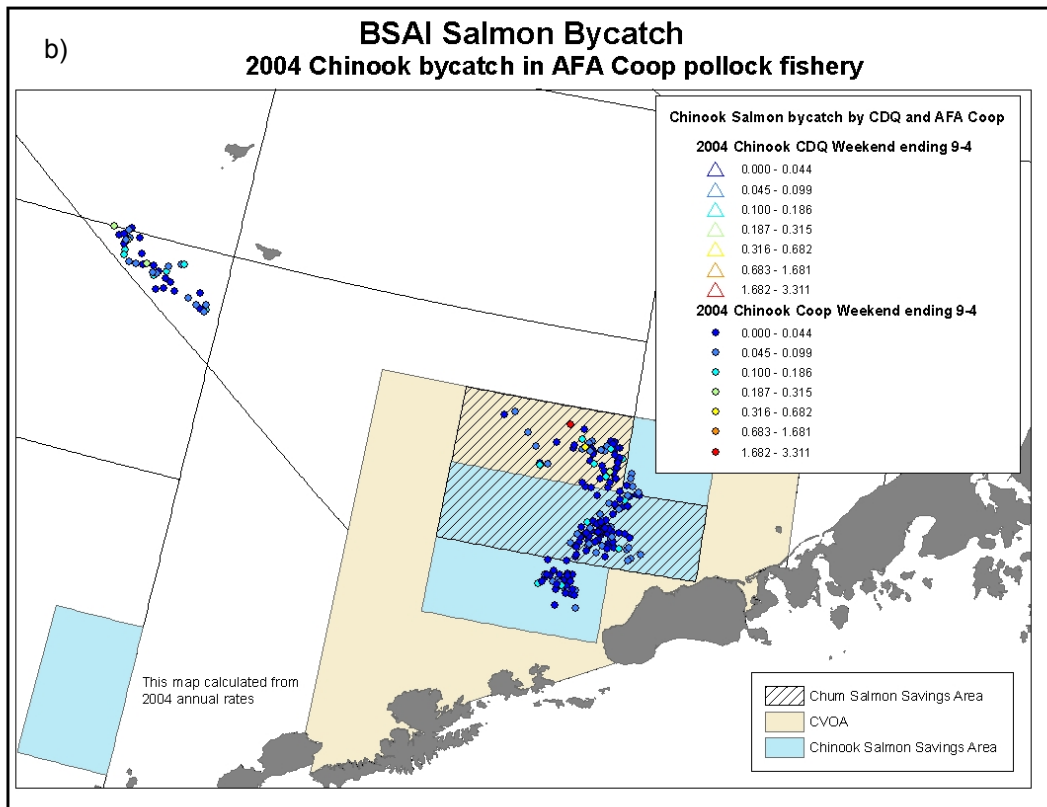 b)
BSAI Salmon Bycatch
2004 Chinook bycatch in AFA Coop pollock fishery
Chinook Salmon bycatch by CDQ and AFA Coop
2004 Chinook CDQ Weekend ending 9-4
0.000 - 0.044
0.045 - 0.099
0.100 - 0.186
0.187 - 0.315
0.316 - 0.682
0.683 - 1.681
1.682 - 3.311
2004 Chinook Coop Weekend ending 9-4
0.000 - 0.044
0.045 - 0.099
0.100 - 0.186
0.187 - 0.315
0.316 - 0.682
0.683 - 1.681
1.682 - 3.311
This map calculated from
2004 annual rates
Chum Salmon Savings Area
CVOA
Chinook Salmon Savings Area